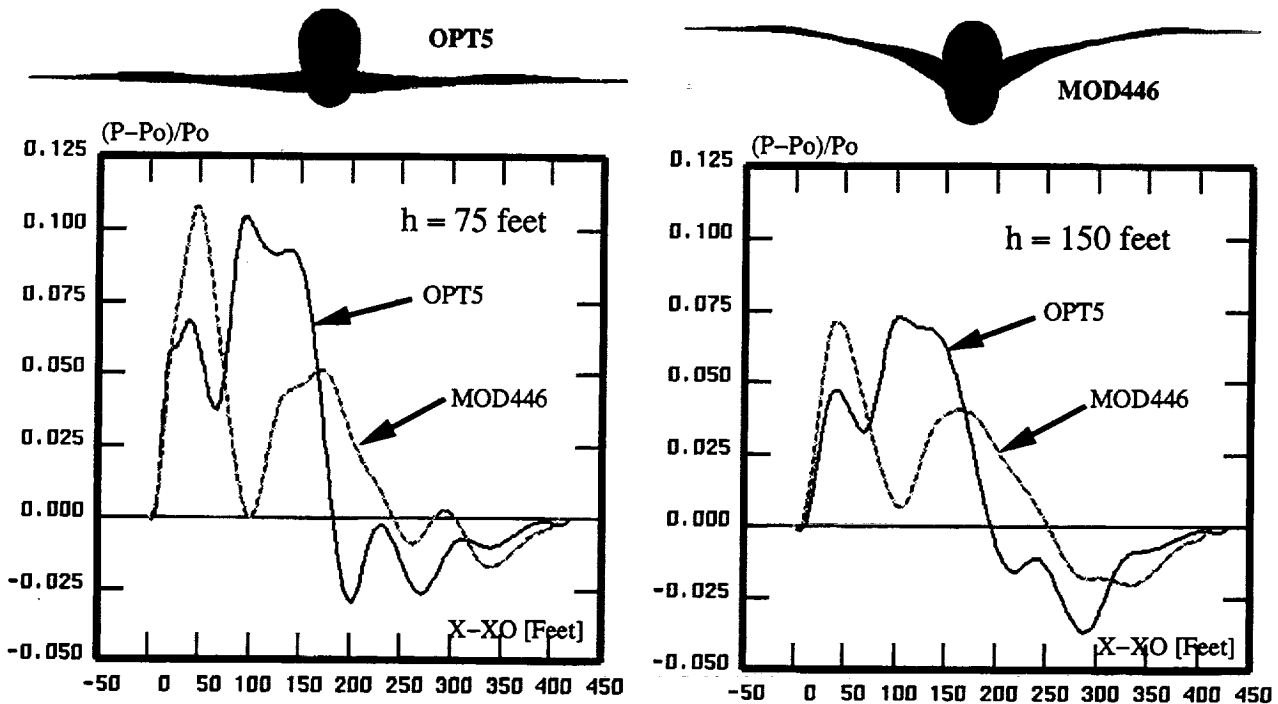 OPT5
MOD446
(P-Po)/Po
0.125
0.100
0.075
0.050
0.025
0.000
-0.025
-0.050
h = 75 feet
OPT5
MOD446
X-XO [Feet]
-50 0 50 100 150 200 250 300 350 400 450
(P-Po)/Po
0.125
0.100
0.075
0.050
0.025
0.000
-0.025
-0.050
h = 150 feet
OPT5
MOD446
X-XO [Feet]
-50 0 50 100 150 200 250 300 350 400 450